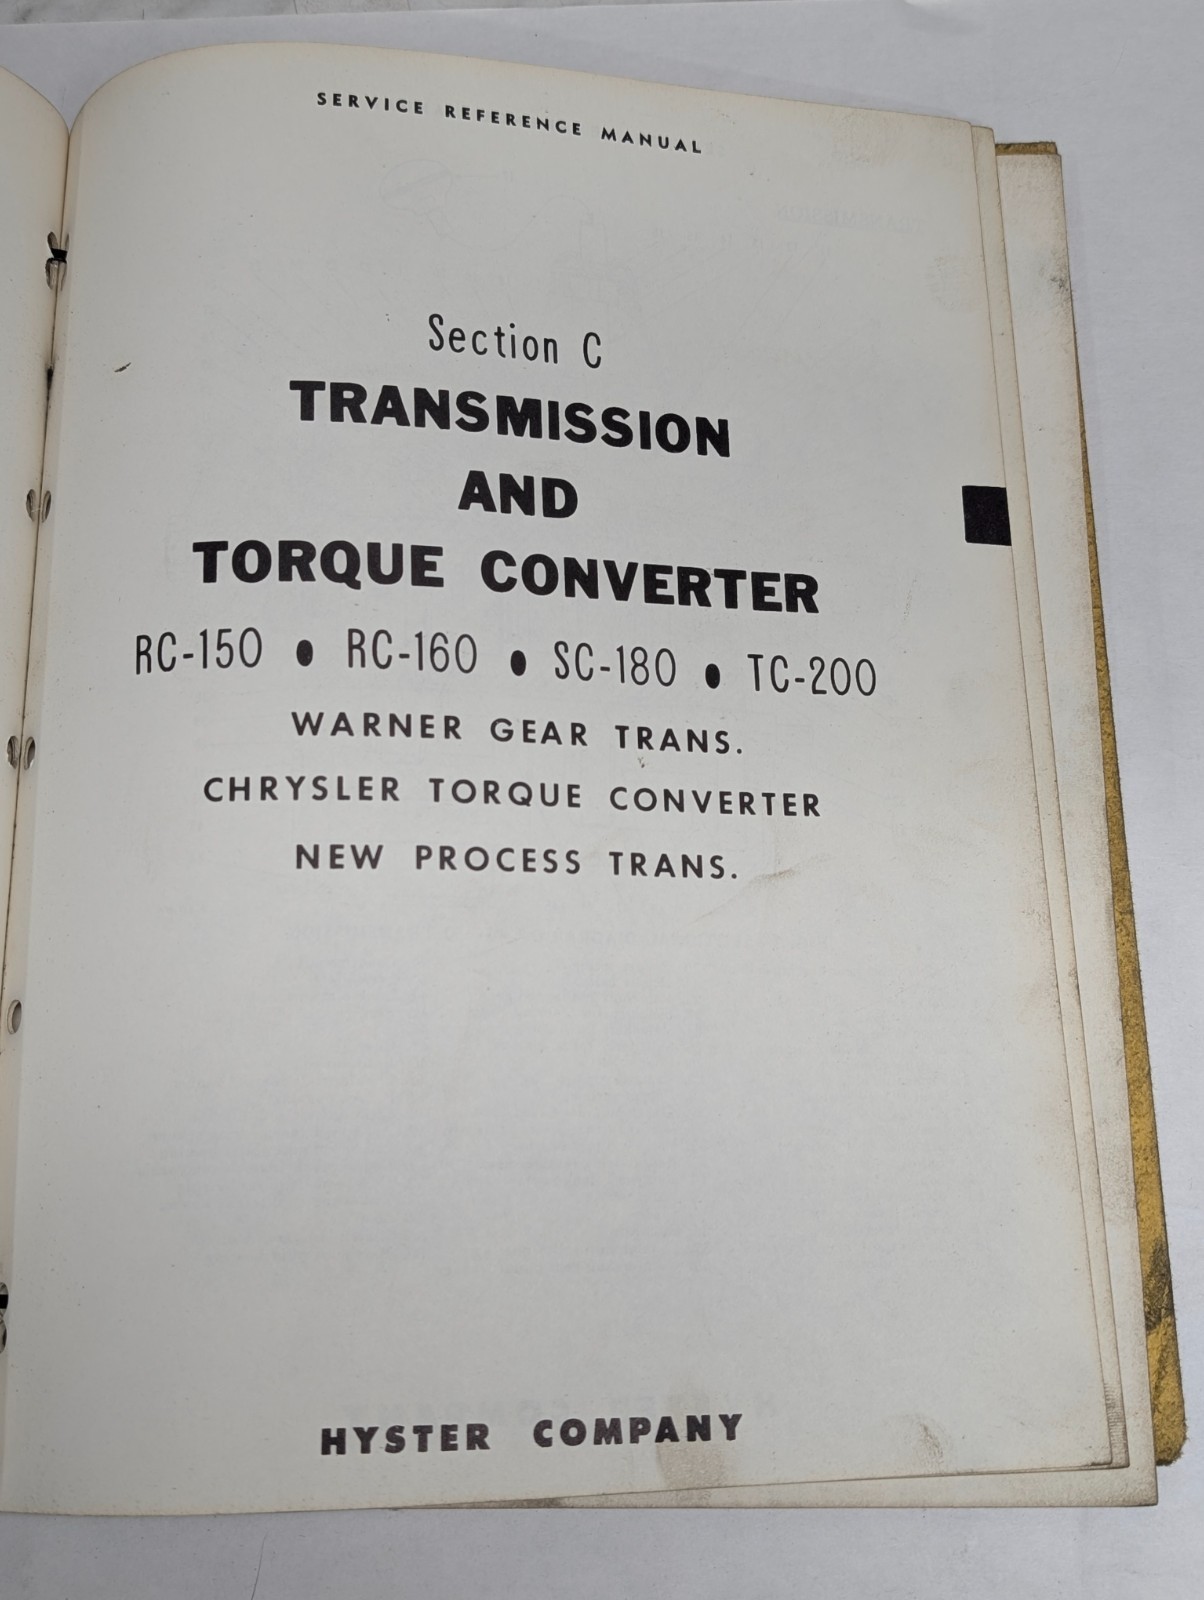 SERVICE REFERENCE MANUAL
Section C
TRANSMISSION
AND
TORQUE CONVERTER
RC-150 ● RC-160 ● SC-180 ● TC-200
WARNER GEAR TRANS.
CHRYSLER TORQUE CONVERTER
NEW PROCESS TRANS.
HYSTER COMPANY